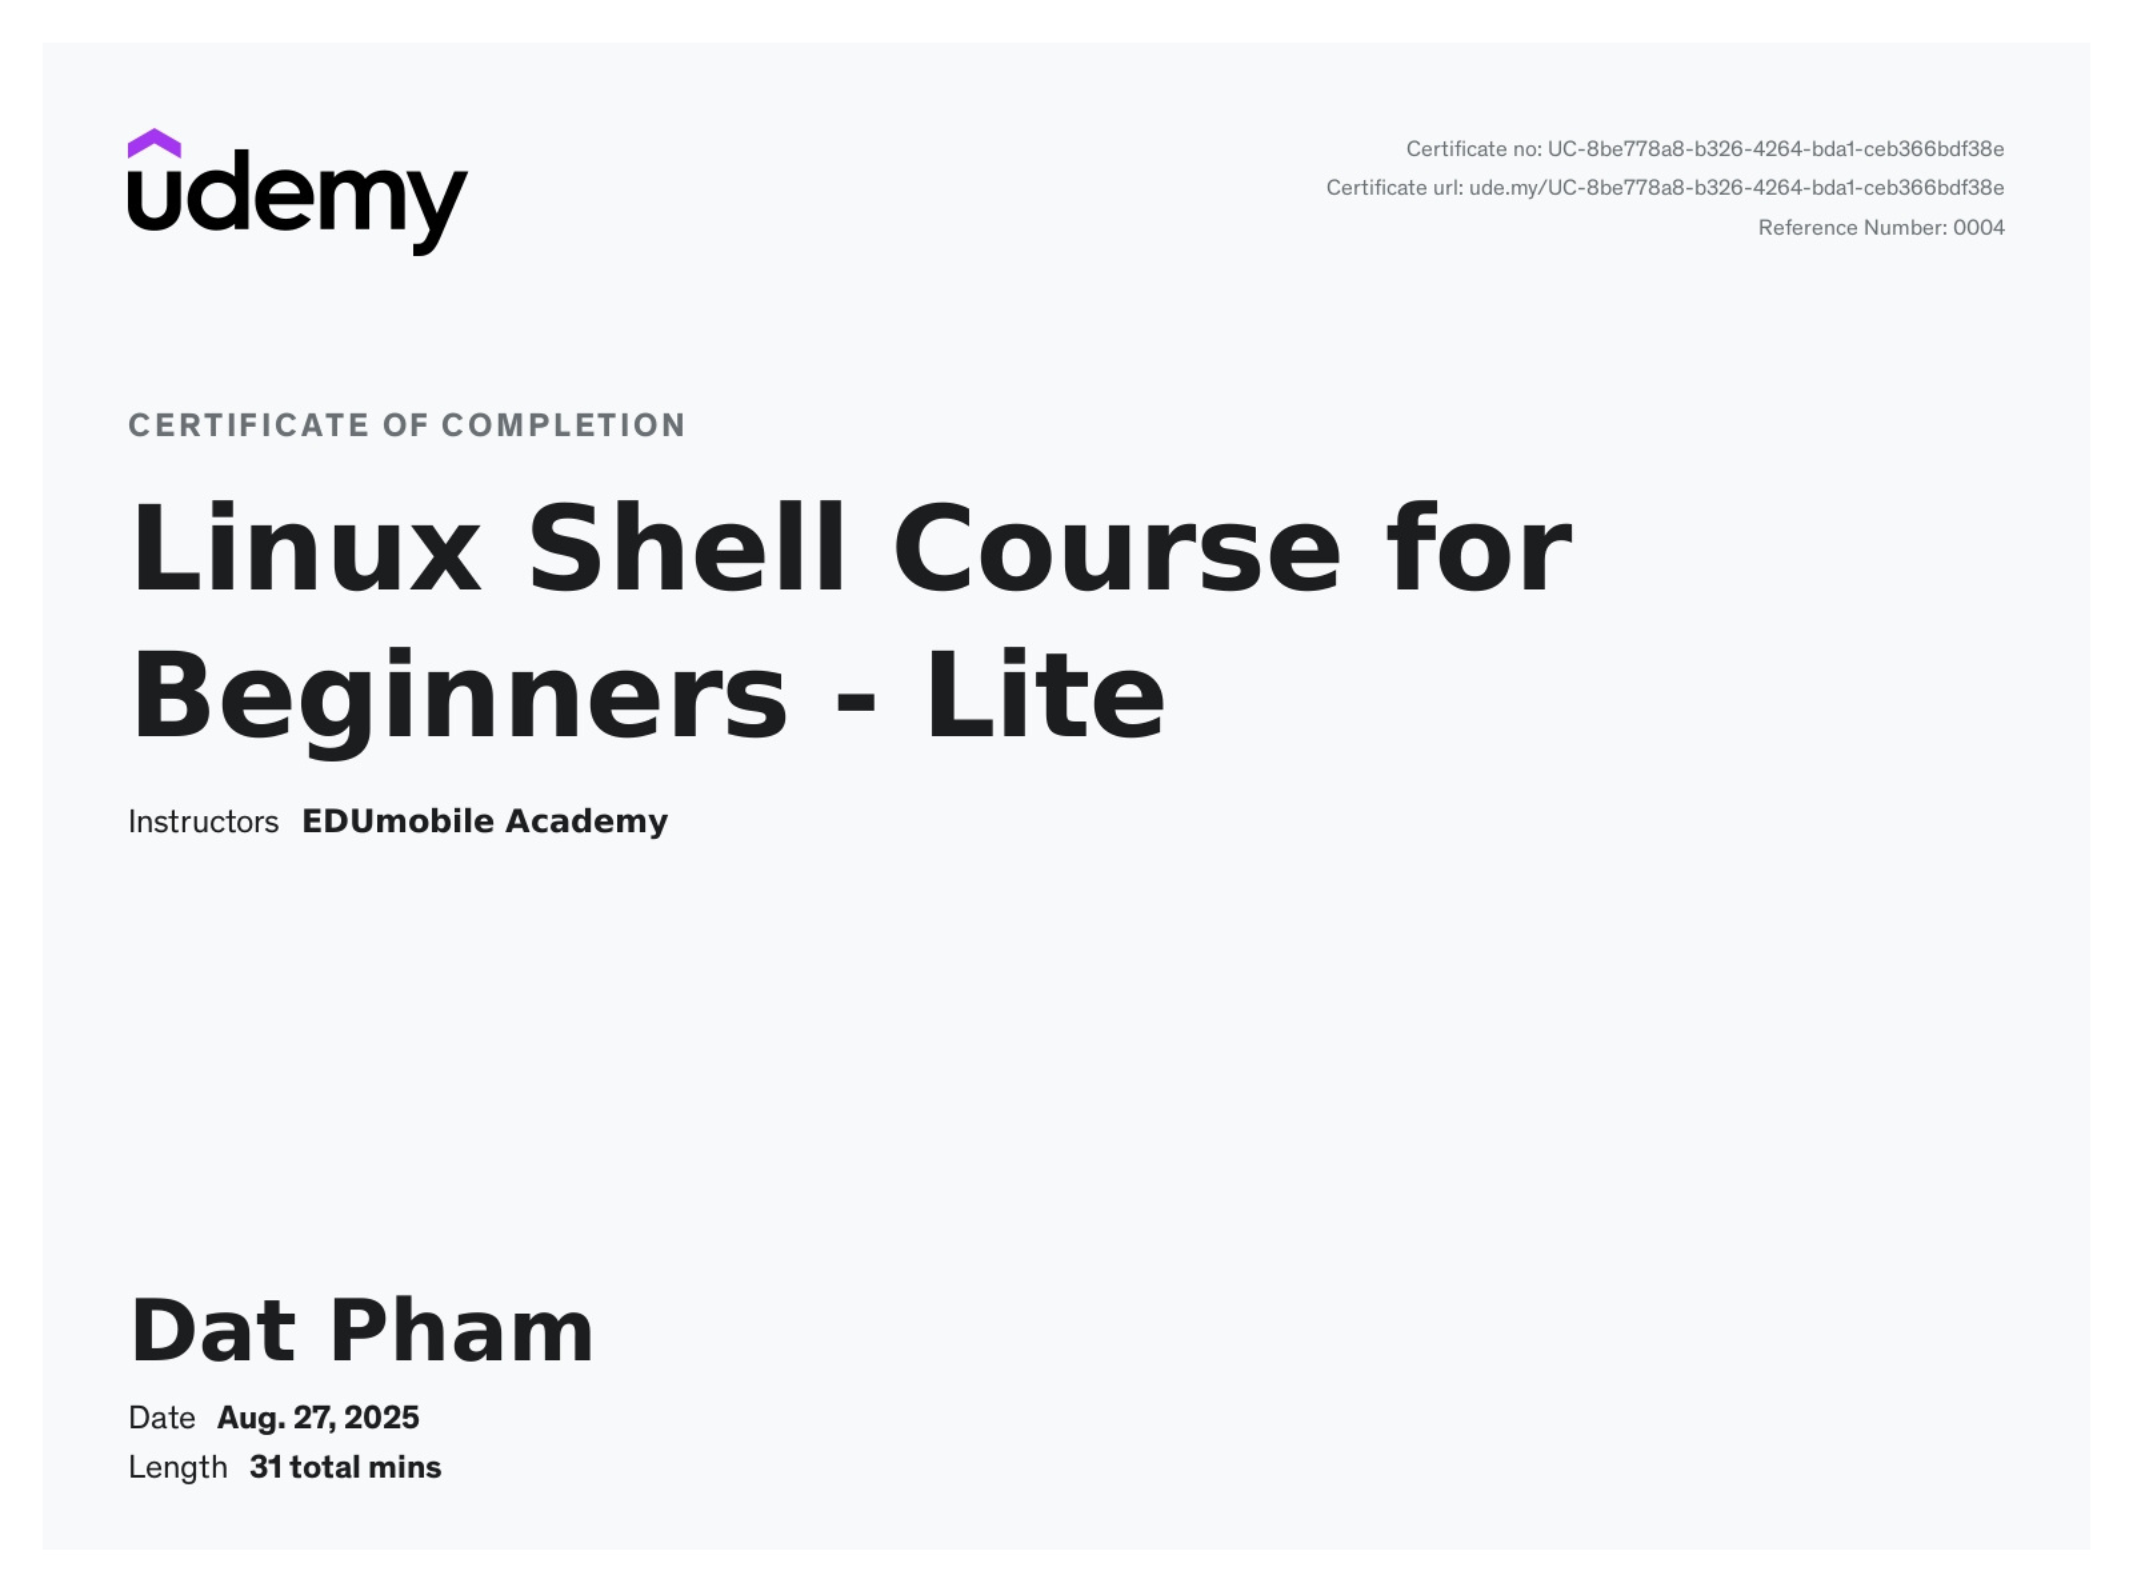 udemy
Certificate no: UC-8be778a8-b326-4264-bda1-ceb366bdf38e
Certificate url: ude.my/UC-8be778a8-b326-4264-bda1-ceb366bdf38e
Reference Number: 0004
CERTIFICATE OF COMPLETION
Linux Shell Course for
Beginners - Lite
Instructors EDUmobile Academy
Dat Pham
Date Aug. 27, 2025
Length 31 total mins